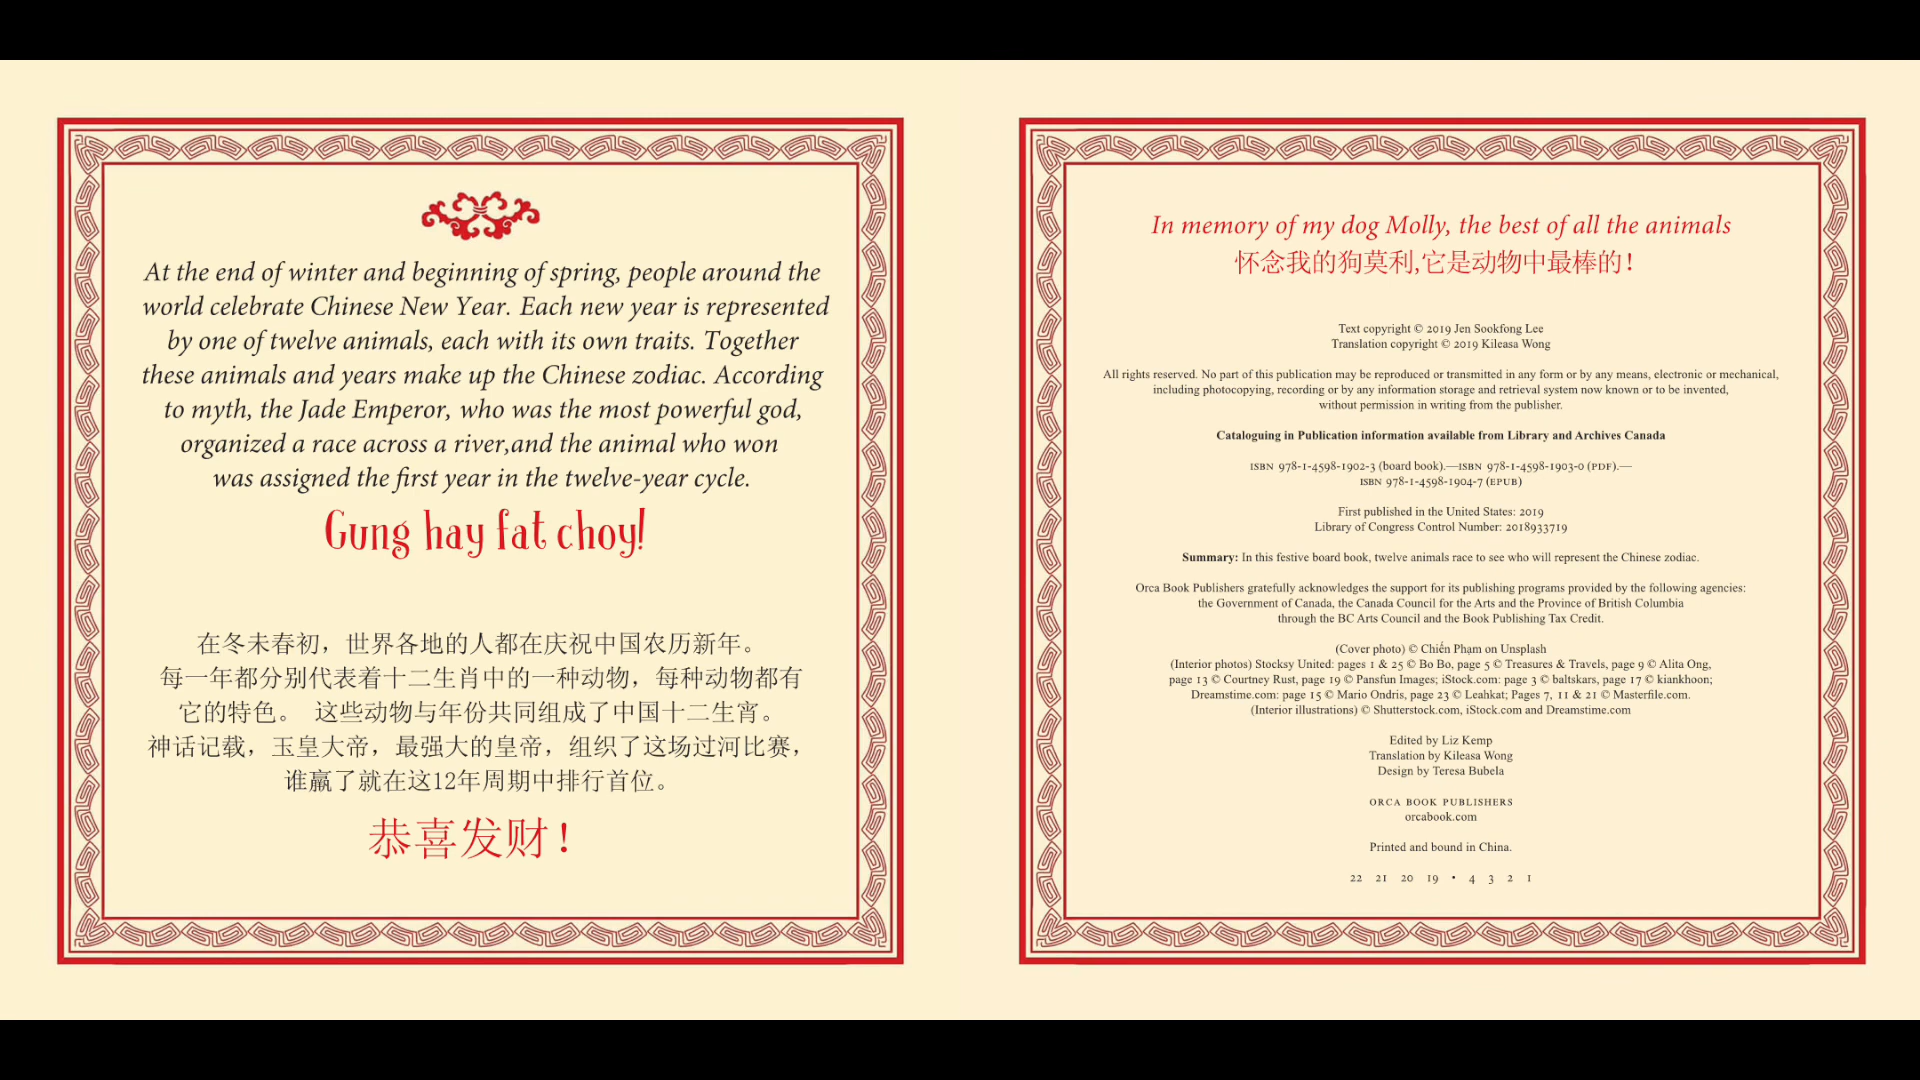 At the end of winter and beginning of spring, people around the
world celebrate Chinese New Year. Each new year is represented
by one of twelve animals, each with its own traits. Together
these animals and years make up the Chinese zodiac. According
to myth, the Jade Emperor, who was the most powerful god,
organized a race across a river,and the animal who won
was assigned the first year in the twelve-year cycle.
Gung hay fat choy!
在冬未春初，世界各地的人都在庆祝中国农历新年。
每一年都分别代表着十二生肖中的一种动物，每种动物都有
它的特色。 这些动物与年份共同组成了中国十二生宵。
神话记载，玉皇大帝，最强大的皇帝，组织了这场过河比赛，
谁赢了就在这12年周期中排行首位。
恭喜发财！
In memory of my dog Molly, the best of all the animals
怀念我的狗莫利,它是动物中最棒的！
Text copyright © 2019 Jen Sookfong Lee
Translation copyright © 2019 Kileasa Wong
All rights reserved. No part of this publication may be reproduced or transmitted in any form or by any means, electronic or mechanical,
including photocopying, recording or by any information storage and retrieval system now known or to be invented,
without permission in writing from the publisher.
Cataloguing in Publication information available from Library and Archives Canada
ISBN 978-1-4598-1902-3 (board book).—ISBN 978-1-4598-1903-0 (PDF).—
ISBN 978-1-4598-1904-7 (EPUB)
First published in the United States: 2019
Library of Congress Control Number: 2018933719
Summary: In this festive board book, twelve animals race to see who will represent the Chinese zodiac.
Orca Book Publishers gratefully acknowledges the support for its publishing programs provided by the following agencies:
the Government of Canada, the Canada Council for the Arts and the Province of British Columbia
through the BC Arts Council and the Book Publishing Tax Credit.
(Cover photo) © Chiến Phạm on Unsplash
(Interior photos) Stocksy United: pages 1 & 25 © Bo Bo, page 5 © Treasures & Travels, page 9 © Alita Ong,
page 13 © Courtney Rust, page 19 © Pansfun Images; iStock.com: page 3 © baltskars, page 17 © kiankhoon;
Dreamstime.com: page 15 © Mario Ondris, page 23 © Leahkat; Pages 7, 11 & 21 © Masterfile.com.
(Interior illustrations) © Shutterstock.com, iStock.com and Dreamstime.com
Edited by Liz Kemp
Translation by Kileasa Wong
Design by Teresa Bubela
ORCA BOOK PUBLISHERS
orcabook.com
Printed and bound in China.
22 21 20 19 • 4 3 2 1